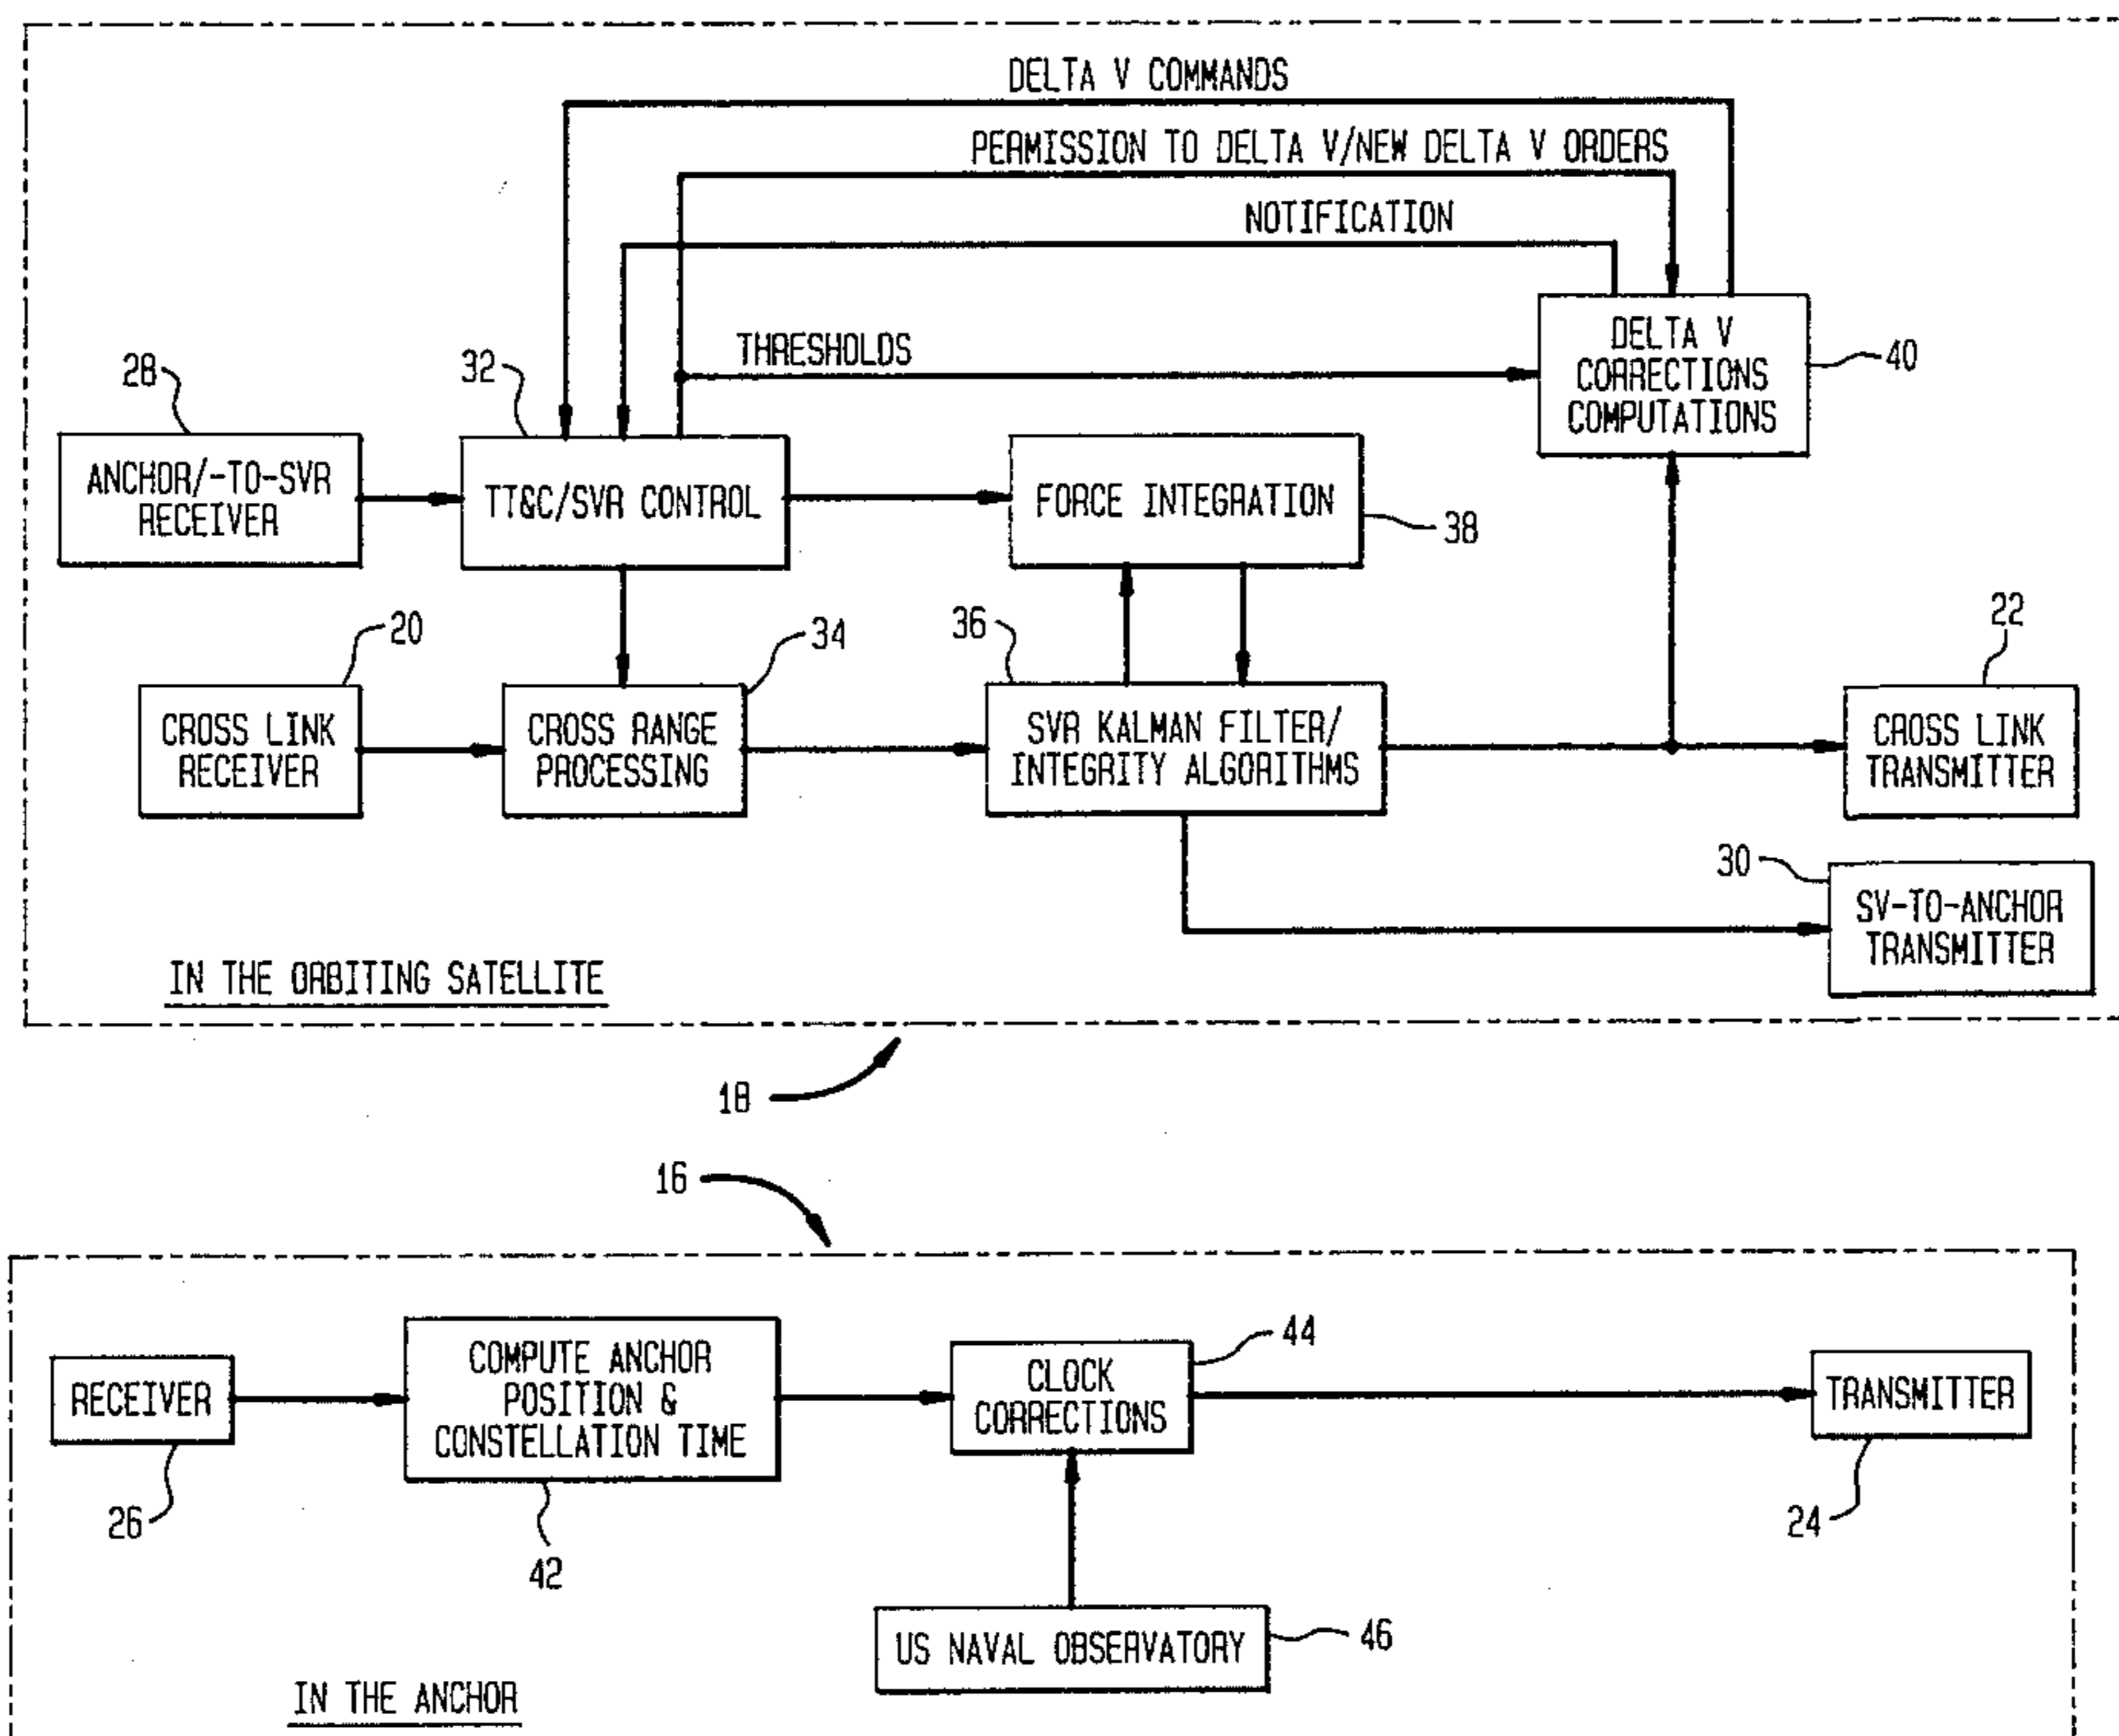 DELTA V COMMANDS
PERMISSION TO DELTA V/NEW DELTA V ORDERS
NOTIFICATION
THRESHOLDS
28
32
DELTA V
CORRECTIONS
COMPUTATIONS
40
ANCHOR/-TO-SVR
RECEIVER
TT&C/SVR CONTROL
FORCE INTEGRATION
38
20
34
36
22
CROSS LINK
RECEIVER
CROSS RANGE
PROCESSING
SVR KALMAN FILTER/
INTEGRITY ALGORITHMS
CROSS LINK
TRANSMITTER
30
SV-TO-ANCHOR
TRANSMITTER
IN THE ORBITING SATELLITE
18
16
RECEIVER
26
COMPUTE ANCHOR
POSITION &
CONSTELLATION TIME
42
CLOCK
CORRECTIONS
44
TRANSMITTER
24
US NAVAL OBSERVATORY
46
IN THE ANCHOR